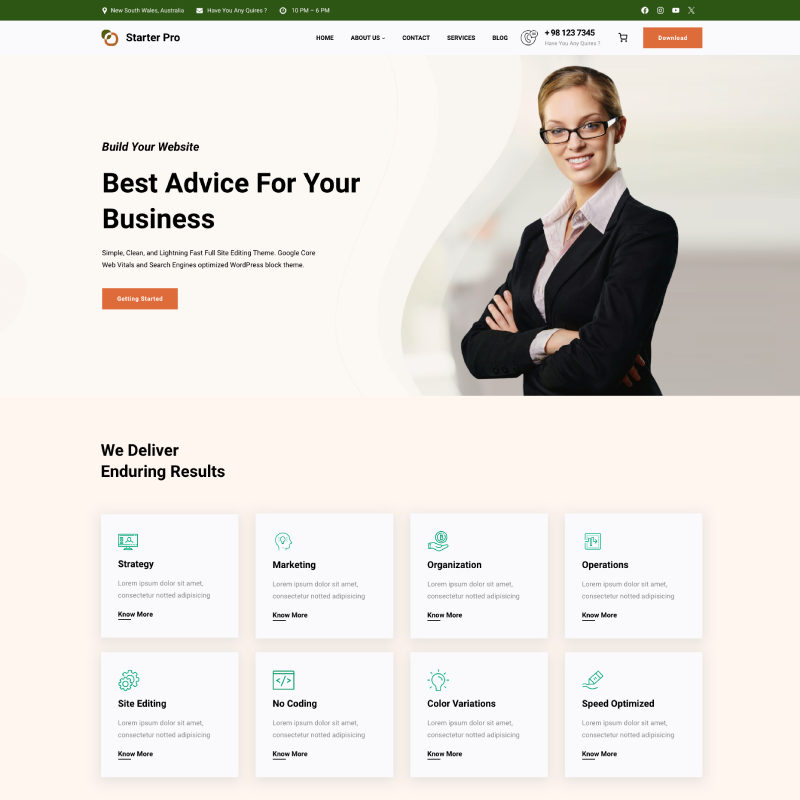 New South Wales, Australia
Have You Any Quires ?
10 PM – 6 PM
Starter Pro
HOME
ABOUT US
CONTACT
SERVICES
BLOG
+ 98 123 7345
Have You Any Quires ?
Download
Build Your Website
Best Advice For Your
Business
Simple, Clean, and Lightning Fast Full Site Editing Theme. Google Core
Web Vitals and Search Engines optimized WordPress block theme.
Getting Started
We Deliver
Enduring Results
Strategy
Lorem ipsum dolor sit amet,
consectetur notted adipisicing
Know More
Marketing
Lorem ipsum dolor sit amet,
consectetur notted adipisicing
Know More
Organization
Lorem ipsum dolor sit amet,
consectetur notted adipisicing
Know More
Operations
Lorem ipsum dolor sit amet,
consectetur notted adipisicing
Know More
Site Editing
Lorem ipsum dolor sit amet,
consectetur notted adipisicing
Know More
No Coding
Lorem ipsum dolor sit amet,
consectetur notted adipisicing
Know More
Color Variations
Lorem ipsum dolor sit amet,
consectetur notted adipisicing
Know More
Speed Optimized
Lorem ipsum dolor sit amet,
consectetur notted adipisicing
Know More